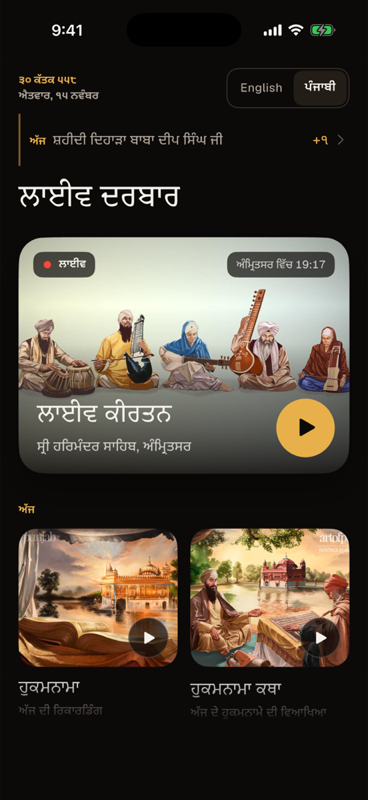 9:41
੩੦ ਕੱਤਕ ੫੫੮
ਐਤਵਾਰ, ੧੫ ਨਵੰਬਰ
English
ਪੰਜਾਬੀ
ਅੱਜ ਸ਼ਹੀਦੀ ਦਿਹਾੜਾ ਬਾਬਾ ਦੀਪ ਸਿੰਘ ਜੀ +੧
ਲਾਈਵ ਦਰਬਾਰ
ਲਾਈਵ
ਅੰਮ੍ਰਿਤਸਰ ਵਿੱਚ 19:17
ਲਾਈਵ ਕੀਰਤਨ
ਸ੍ਰੀ ਹਰਿਮੰਦਰ ਸਾਹਿਬ, ਅੰਮ੍ਰਿਤਸਰ
ਅੱਜ
ਹੁਕਮਨਾਮਾ
ਅੱਜ ਦੀ ਰਿਕਾਰਡਿੰਗ
ਹੁਕਮਨਾਮਾ ਕਥਾ
ਅੱਜ ਦੇ ਹੁਕਮਨਾਮੇ ਦੀ ਵਿਆਖਿਆ